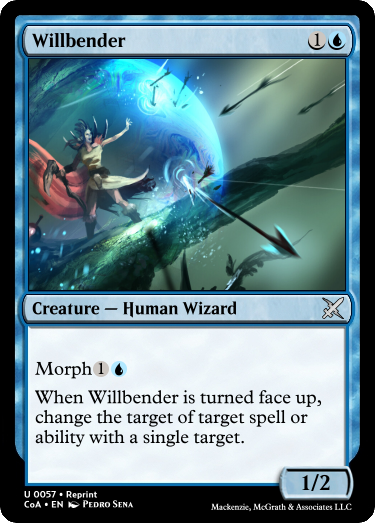 Willbender 1
Creature — Human Wizard
Morph 1
When Willbender is turned face up,
change the target of target spell or
ability with a single target.
1/2
U 0057 • Reprint
CoA • EN Pedro Sena
Mackenzie, McGrath & Associates LLC